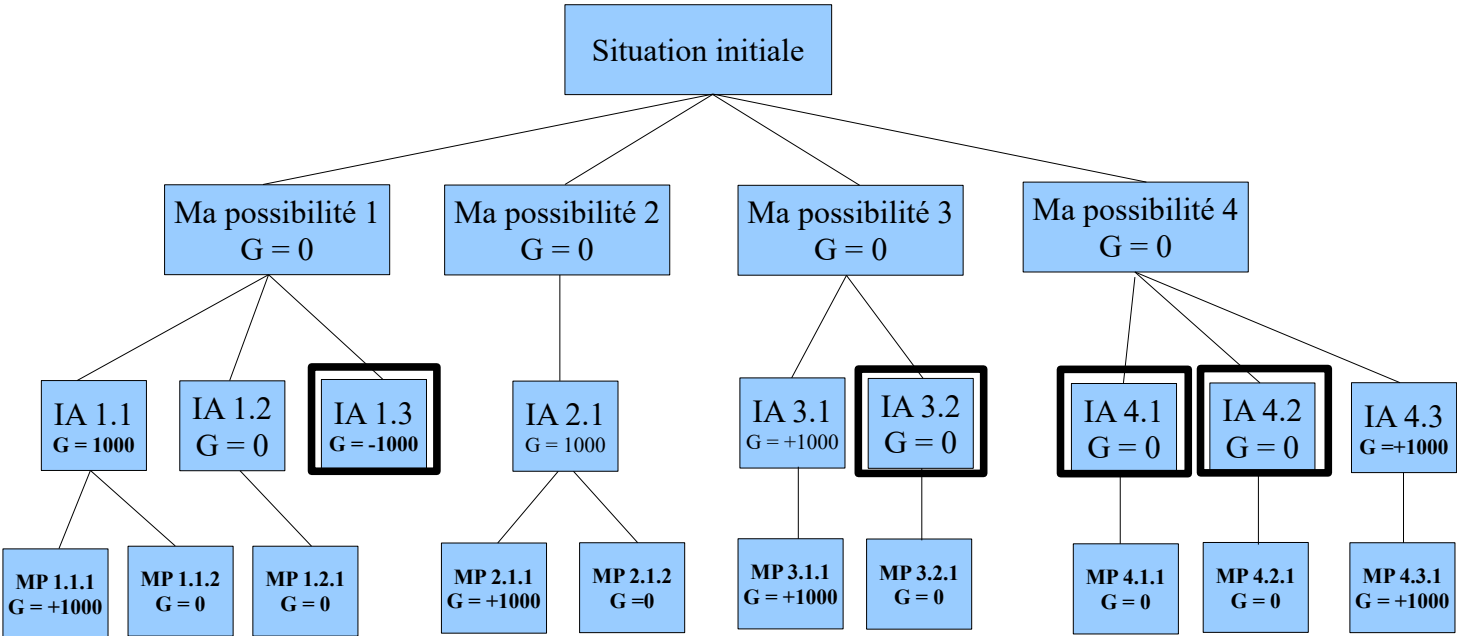 Situation initiale
Ma possibilité 1
G = 0
Ma possibilité 2
G = 0
Ma possibilité 3
G = 0
Ma possibilité 4
G = 0
IA 1.1
G = 1000
IA 1.2
G = 0
IA 1.3
G = -1000
IA 2.1
G = 1000
IA 3.1
G = +1000
IA 3.2
G = 0
IA 4.1
G = 0
IA 4.2
G = 0
IA 4.3
G =+1000
MP 1.1.1
G = +1000
MP 1.1.2
G = 0
MP 1.2.1
G = 0
MP 2.1.1
G = +1000
MP 2.1.2
G =0
MP 3.1.1
G = +1000
MP 3.2.1
G = 0
MP 4.1.1
G = 0
MP 4.2.1
G = 0
MP 4.3.1
G = +1000